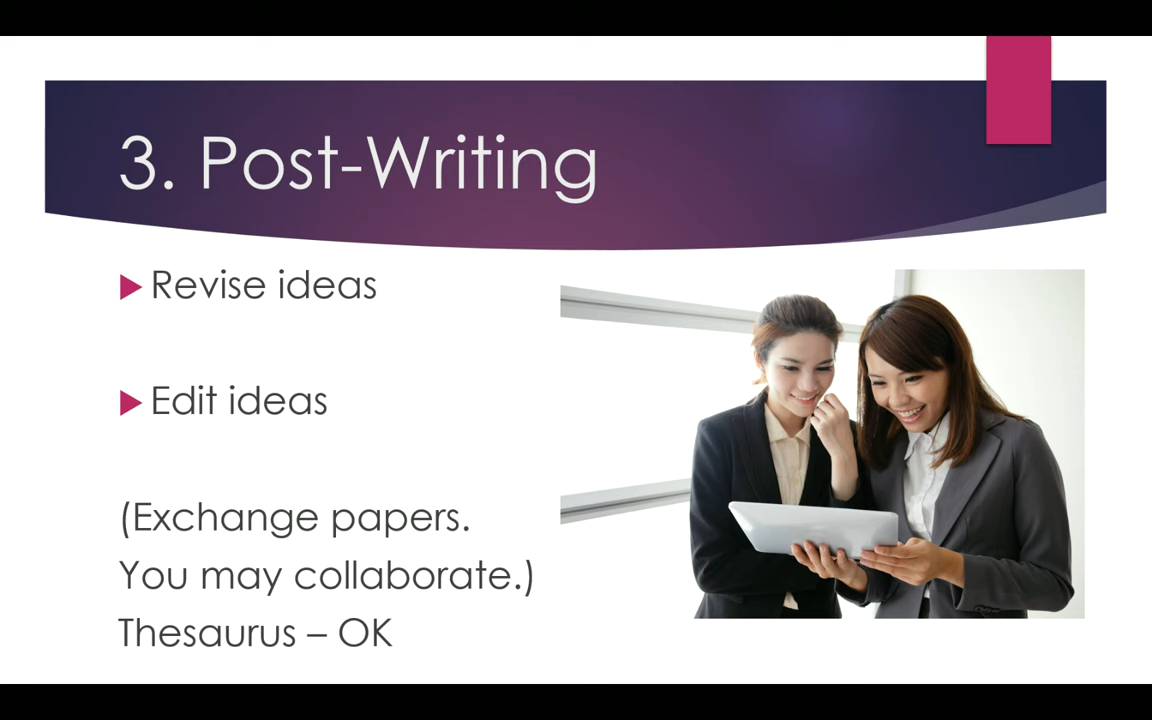 3. Post-Writing
Revise ideas
Edit ideas
(Exchange papers.
You may collaborate.)
Thesaurus – OK